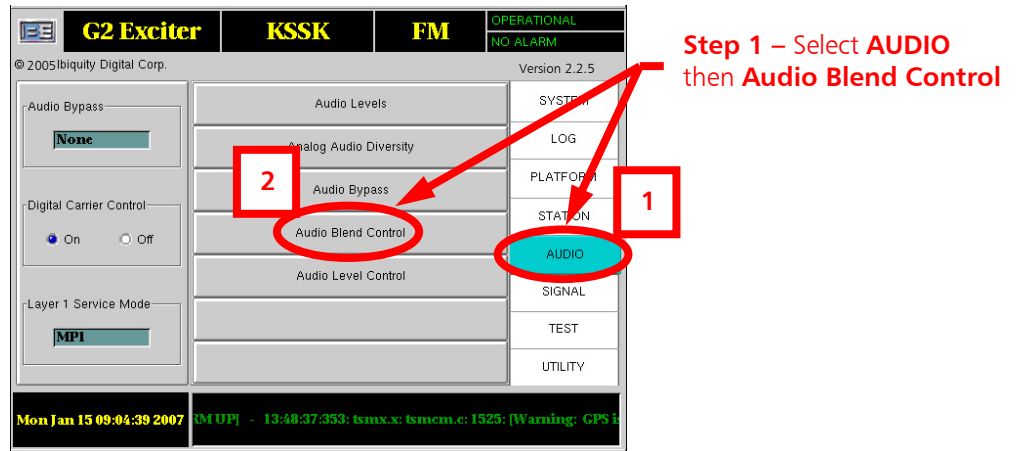 G2 Exciter
KSSK
FM
OPERATIONAL
NO ALARM
© 2005 Ibiquity Digital Corp.
Version 2.2.5
Audio Bypass
None
Digital Carrier Control
On
Off
Layer 1 Service Mode
MP1
Audio Levels
Analog Audio Diversity
Audio Bypass
Audio Blend Control
Audio Level Control
SYSTEM
LOG
PLATFORM
STATION
AUDIO
SIGNAL
TEST
UTILITY
2
1
Step 1 – Select AUDIO
then Audio Blend Control
Mon Jan 15 09:04:39 2007
RM UP] - 13:48:37:353: tsmx.x: tsmcm.c: 1525: [Warning: GPS is